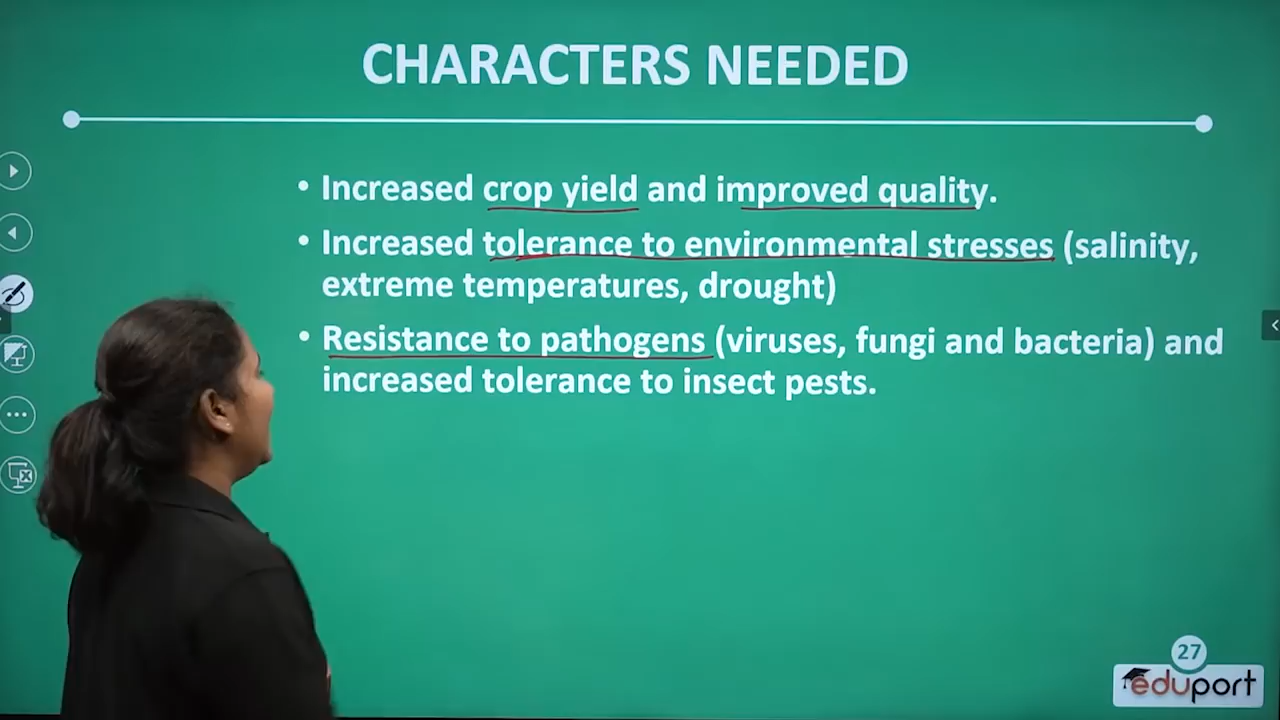 CHARACTERS NEEDED
• Increased crop yield and improved quality.
• Increased tolerance to environmental stresses (salinity,
extreme temperatures, drought)
• Resistance to pathogens (viruses, fungi and bacteria) and
increased tolerance to insect pests.
27
eduport